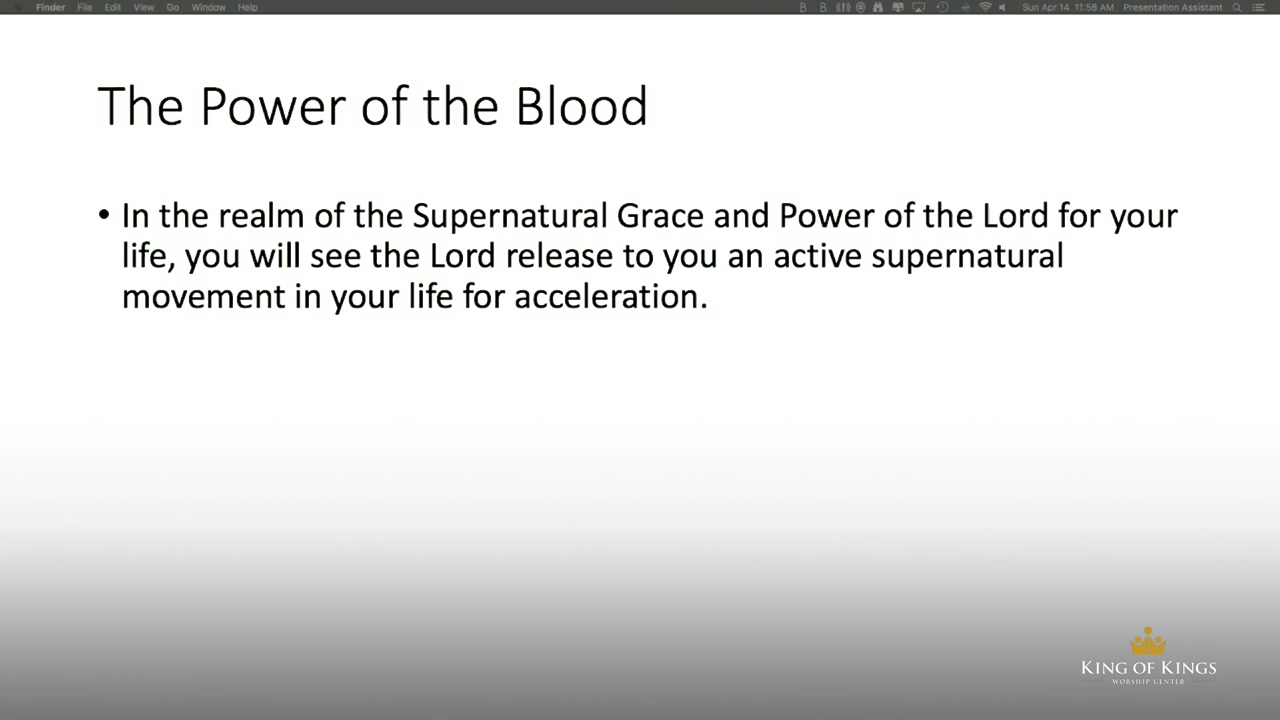 Finder File Edit View Go Window Help Sun Apr 14 11:58 AM Presentation Assistant
The Power of the Blood
• In the realm of the Supernatural Grace and Power of the Lord for your
life, you will see the Lord release to you an active supernatural
movement in your life for acceleration.
KING OF KINGS
WORSHIP CENTER